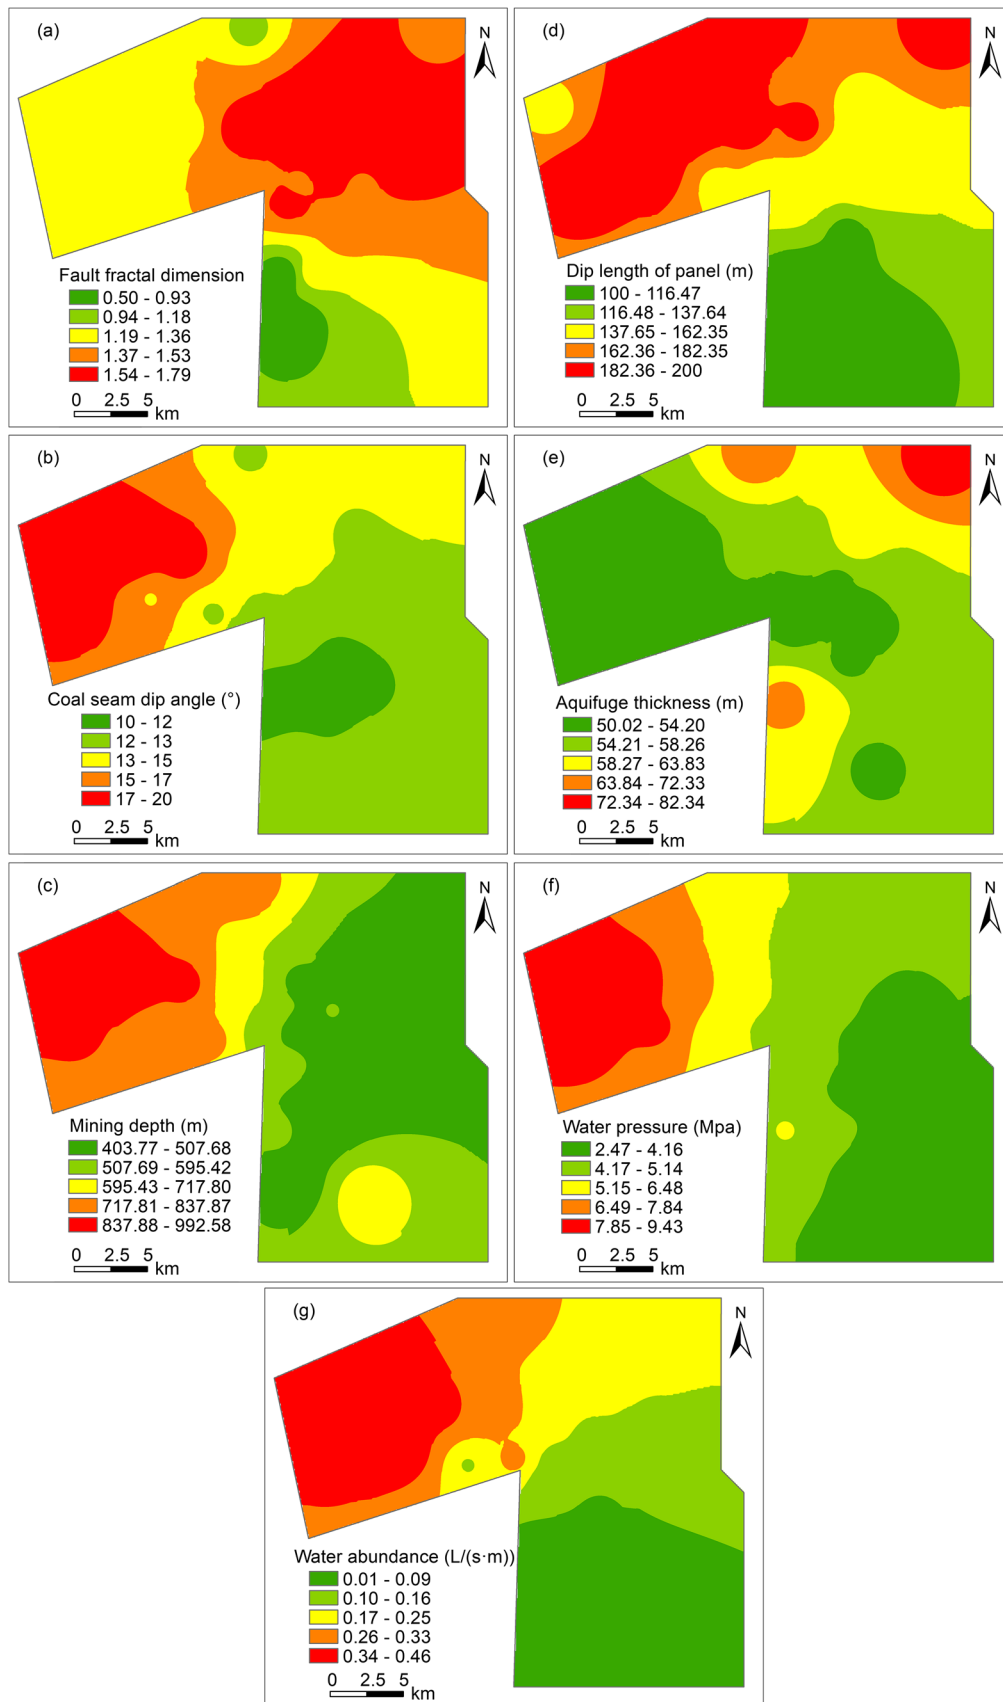 (a)
N
Fault fractal dimension
0.50 - 0.93
0.94 - 1.18
1.19 - 1.36
1.37 - 1.53
1.54 - 1.79
0 2.5 5
km
(d)
N
Dip length of panel (m)
100 - 116.47
116.48 - 137.64
137.65 - 162.35
162.36 - 182.35
182.36 - 200
0 2.5 5
km
(b)
N
Coal seam dip angle (°)
10 - 12
12 - 13
13 - 15
15 - 17
17 - 20
0 2.5 5
km
(e)
N
Aquifuge thickness (m)
50.02 - 54.20
54.21 - 58.26
58.27 - 63.83
63.84 - 72.33
72.34 - 82.34
0 2.5 5
km
(c)
N
Mining depth (m)
403.77 - 507.68
507.69 - 595.42
595.43 - 717.80
717.81 - 837.87
837.88 - 992.58
0 2.5 5
km
(f)
N
Water pressure (Mpa)
2.47 - 4.16
4.17 - 5.14
5.15 - 6.48
6.49 - 7.84
7.85 - 9.43
0 2.5 5
km
(g)
N
Water abundance (L/(s·m))
0.01 - 0.09
0.10 - 0.16
0.17 - 0.25
0.26 - 0.33
0.34 - 0.46
0 2.5 5
km